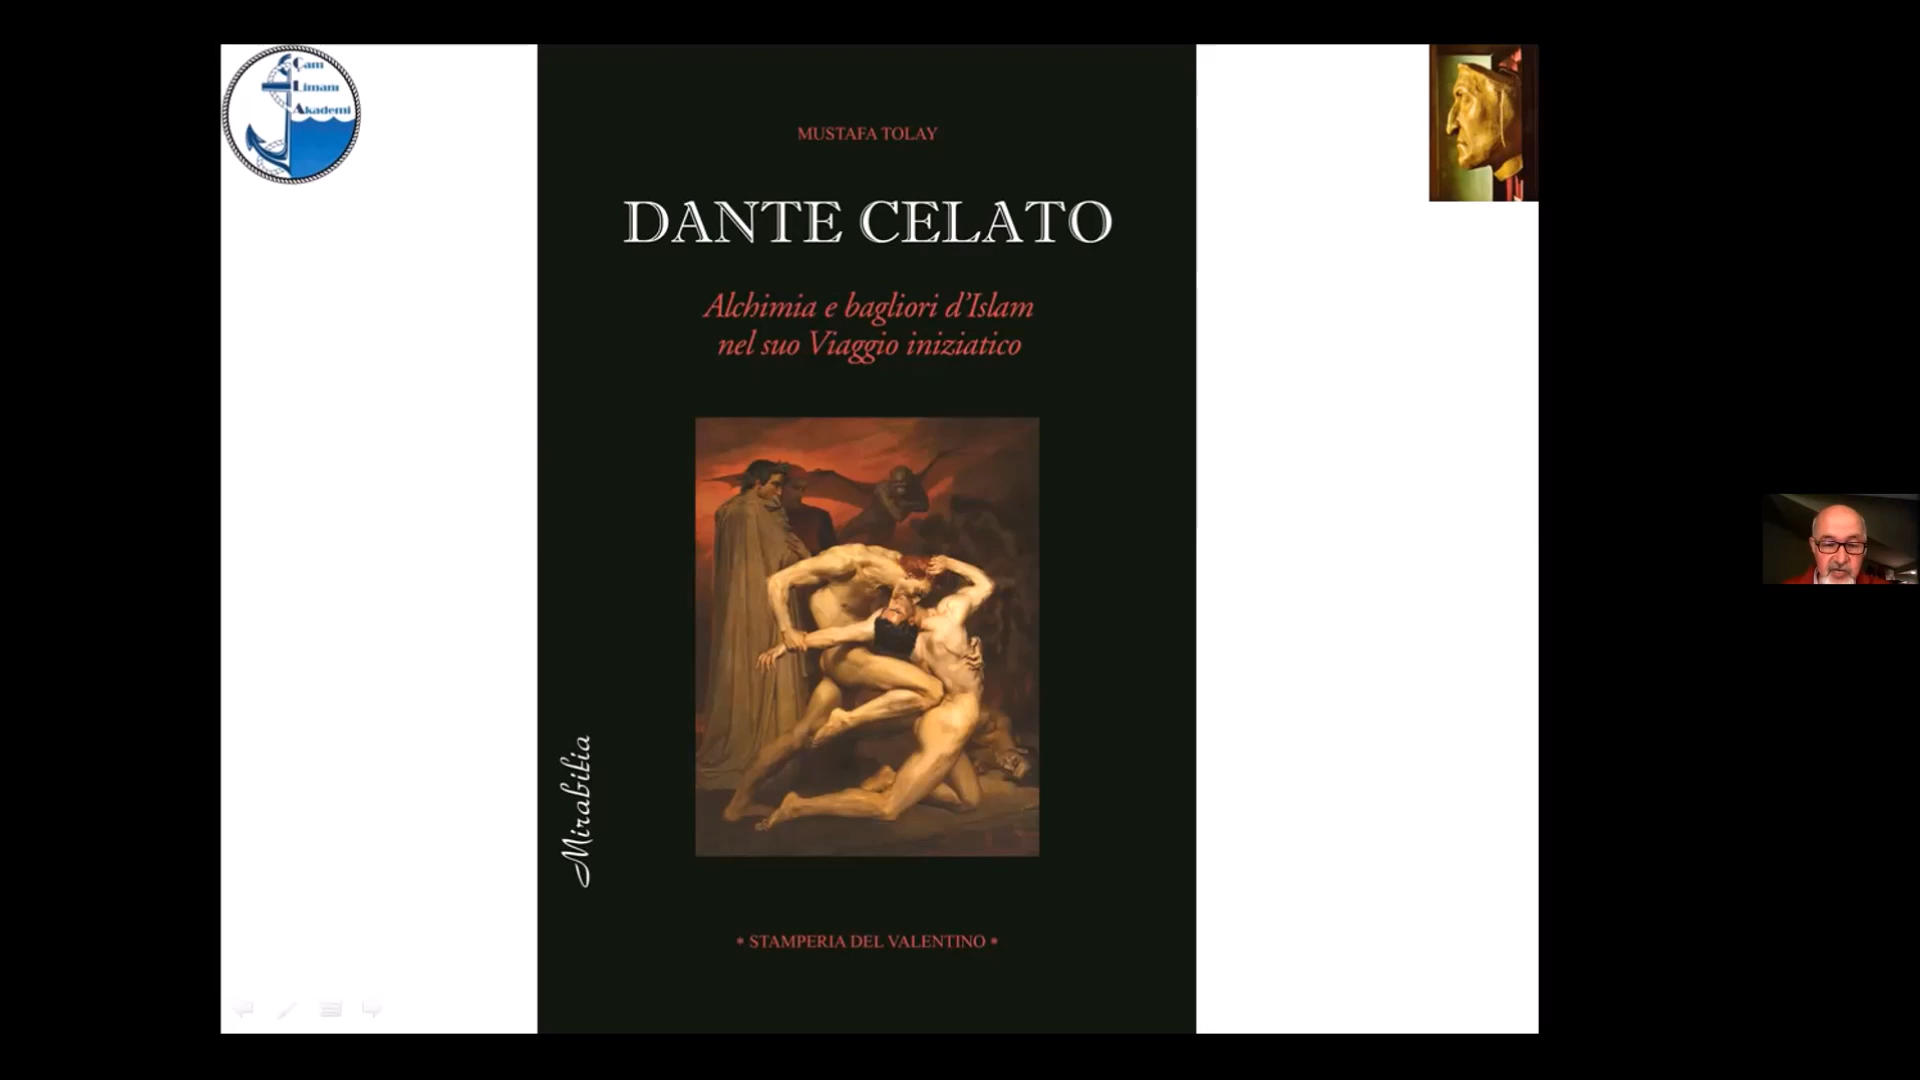 Çam
Limanı
Akademi
MUSTAFA TOLAY
DANTE CELATO
Alchimia e bagliori d'Islam
nel suo Viaggio iniziatico
Mirabilia
* STAMPERIA DEL VALENTINO *